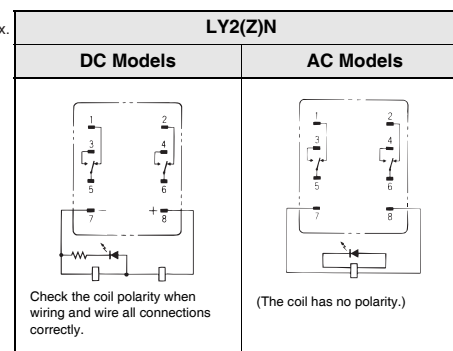 x.
LY2(Z)N
DC Models
AC Models
1 2
3 4
5 6
7 − + 8
Check the coil polarity when
wiring and wire all connections
correctly.
1 2
3 4
5 6
7 8
(The coil has no polarity.)